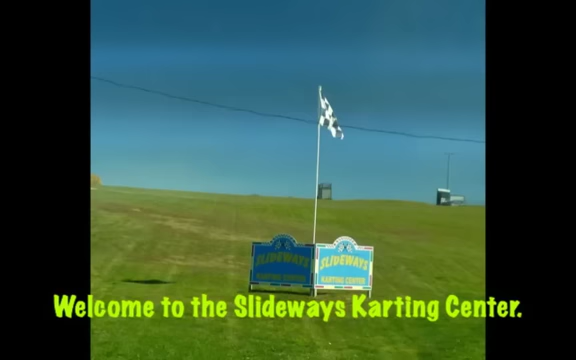 SLIDEWAYS
KARTING CENTER
SLIDEWAYS
KARTING CENTER
Welcome to the Slideways Karting Center.